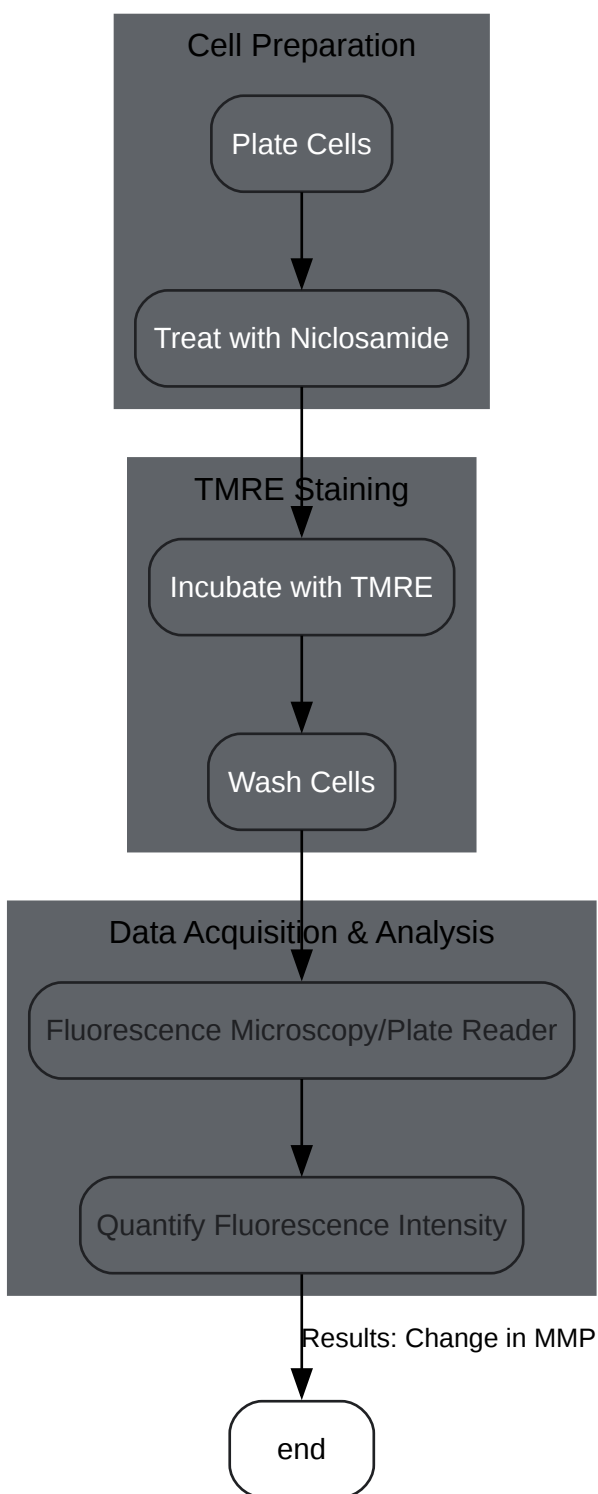 Cell Preparation
Plate Cells
Treat with Niclosamide
TMRE Staining
Incubate with TMRE
Wash Cells
Data Acquisition & Analysis
Fluorescence Microscopy/Plate Reader
Quantify Fluorescence Intensity
Results: Change in MMP
end